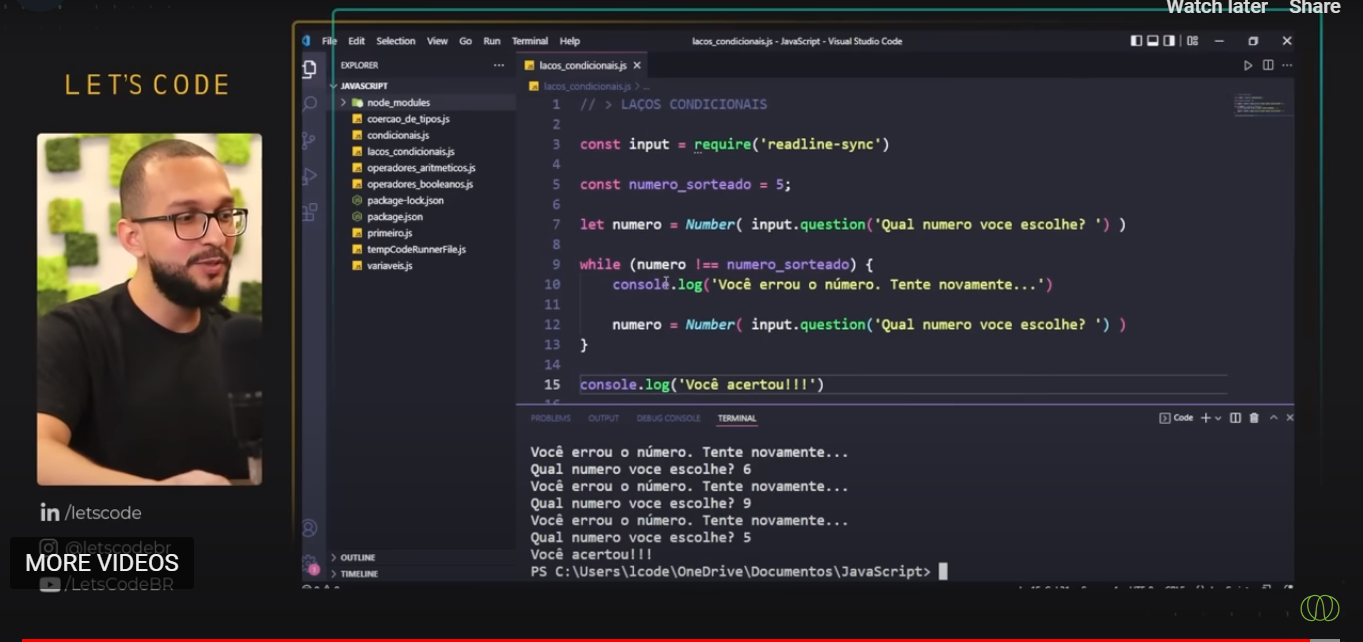 Watch later Share
LET'S CODE
File Edit Selection View Go Run Terminal Help
lacos_condicionais.js - JavaScript - Visual Studio Code
EXPLORER
JAVASCRIPT
node_modules
coercao_de_tipos.js
condicionais.js
lacos_condicionais.js
operadores_aritmeticos.js
operadores_booleanos.js
package-lock.json
package.json
primeiro.js
tempCodeRunnerFile.js
variaveis.js
OUTLINE
TIMELINE
lacos_condicionais.js
lacos_condicionais.js > ...
1 // > LAÇOS CONDICIONAIS
2
3 const input = require('readline-sync')
4
5 const numero_sorteado = 5;
6
7 let numero = Number( input.question('Qual numero voce escolhe? ') )
8
9 while (numero !== numero_sorteado) {
10 console.log('Você errou o número. Tente novamente...')
11
12 numero = Number( input.question('Qual numero voce escolhe? ') )
13 }
14
15 console.log('Você acertou!!!')
16
PROBLEMS OUTPUT DEBUG CONSOLE TERMINAL
Code
Você errou o número. Tente novamente...
Qual numero voce escolhe? 6
Você errou o número. Tente novamente...
Qual numero voce escolhe? 9
Você errou o número. Tente novamente...
Qual numero voce escolhe? 5
Você acertou!!!
PS C:\Users\lcode\OneDrive\Documentos\JavaScript>
in /letscode
@letscodebr
MORE VIDEOS
/LetsCodeBR